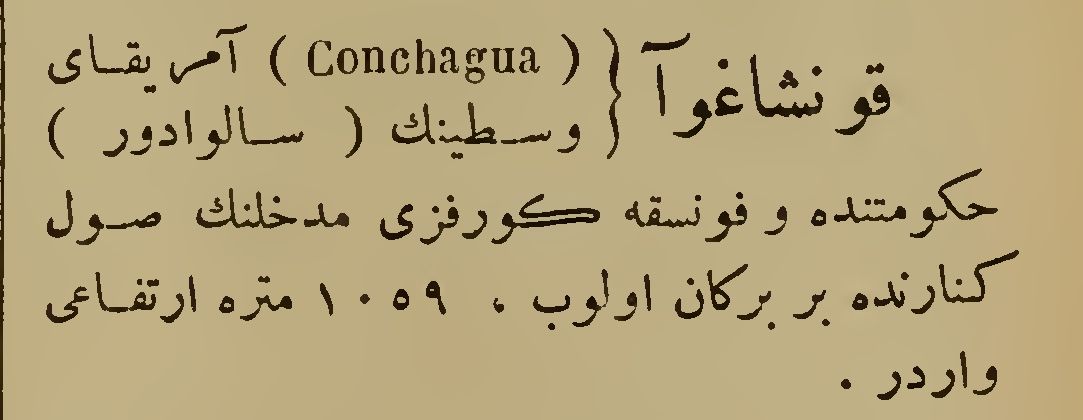 قونشاغوآ { ( Conchagua ) آمریقای
وسطینك ( سالوادور )
حکومتنده و فونسقه کورفزی مدخلنك صول
کنارنده بر برکان اولوب ، ۱۰۵۹ متره ارتفاعی
واردر .